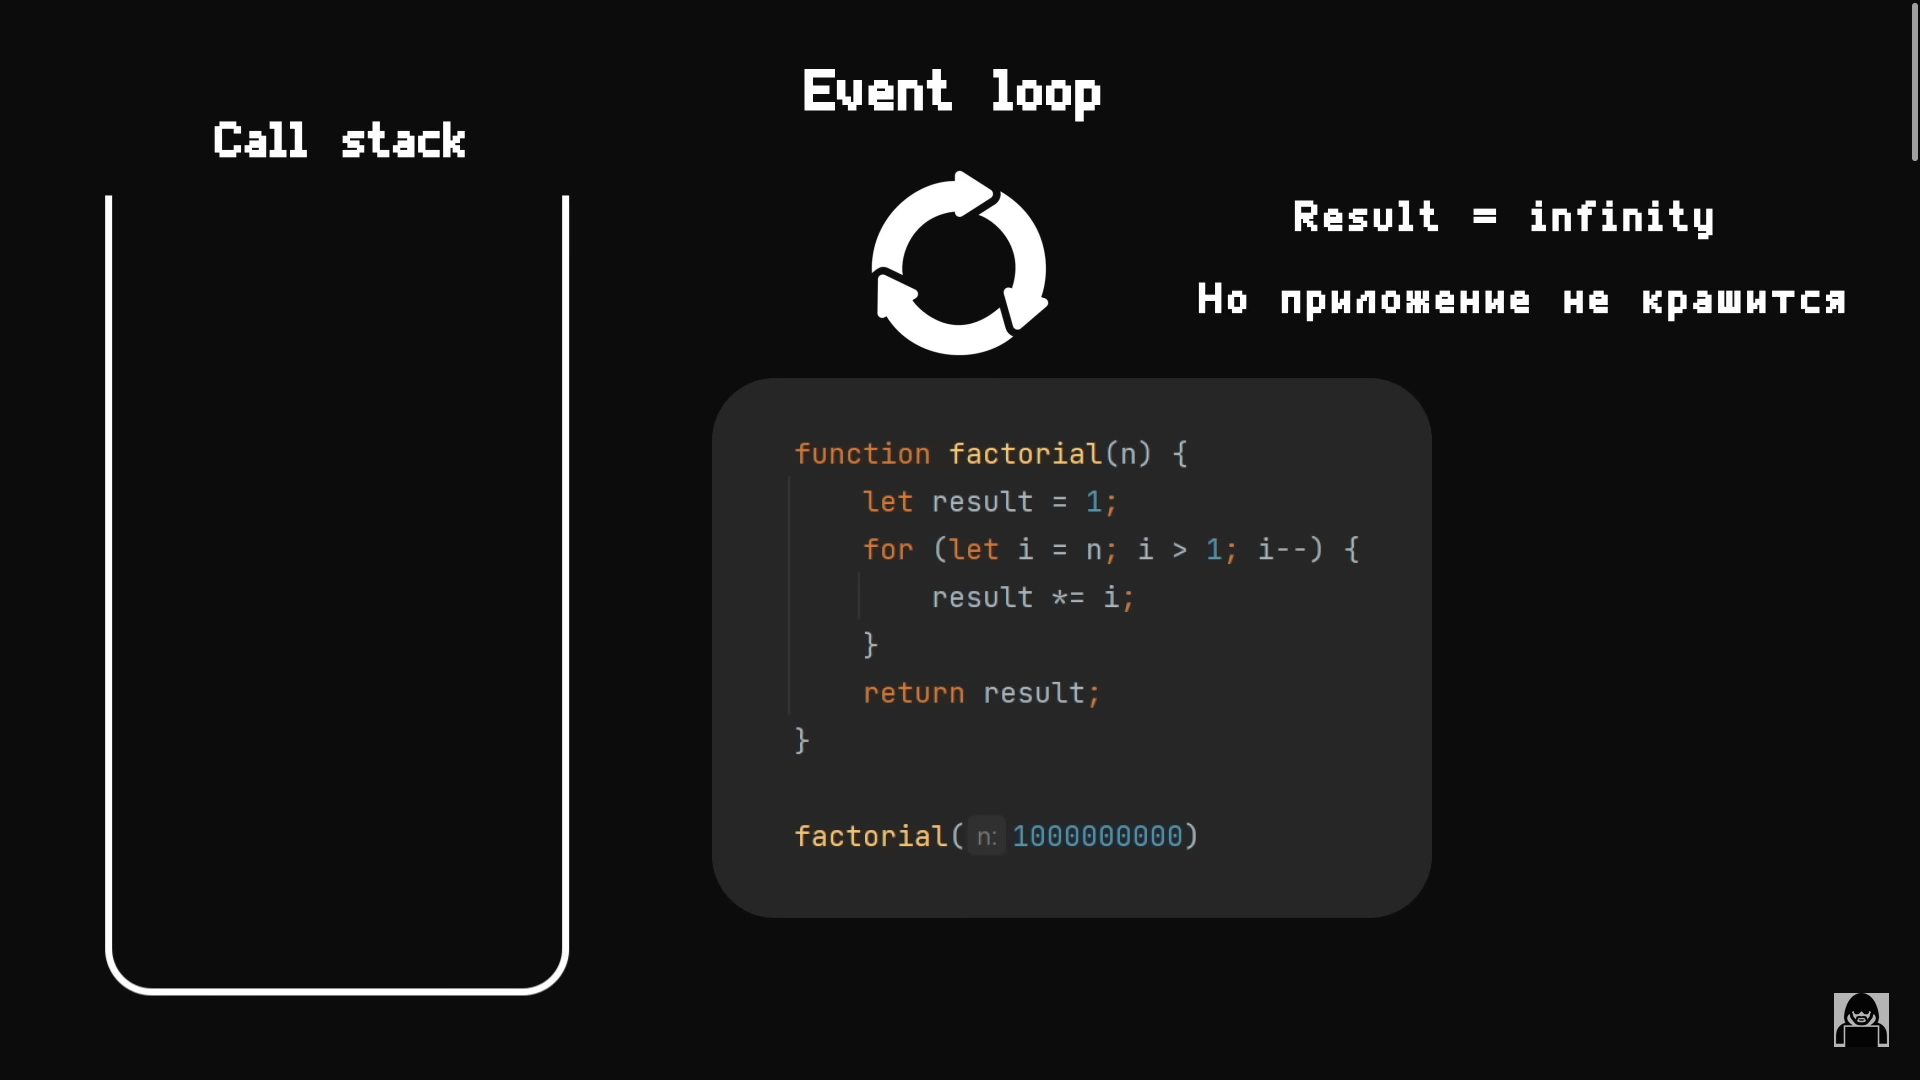 Event loop
Call stack
Result = infinity
Но приложение не крашится
function factorial(n) {
    let result = 1;
    for (let i = n; i > 1; i--) {
        result *= i;
    }
    return result;
}
factorial( n: 1000000000)